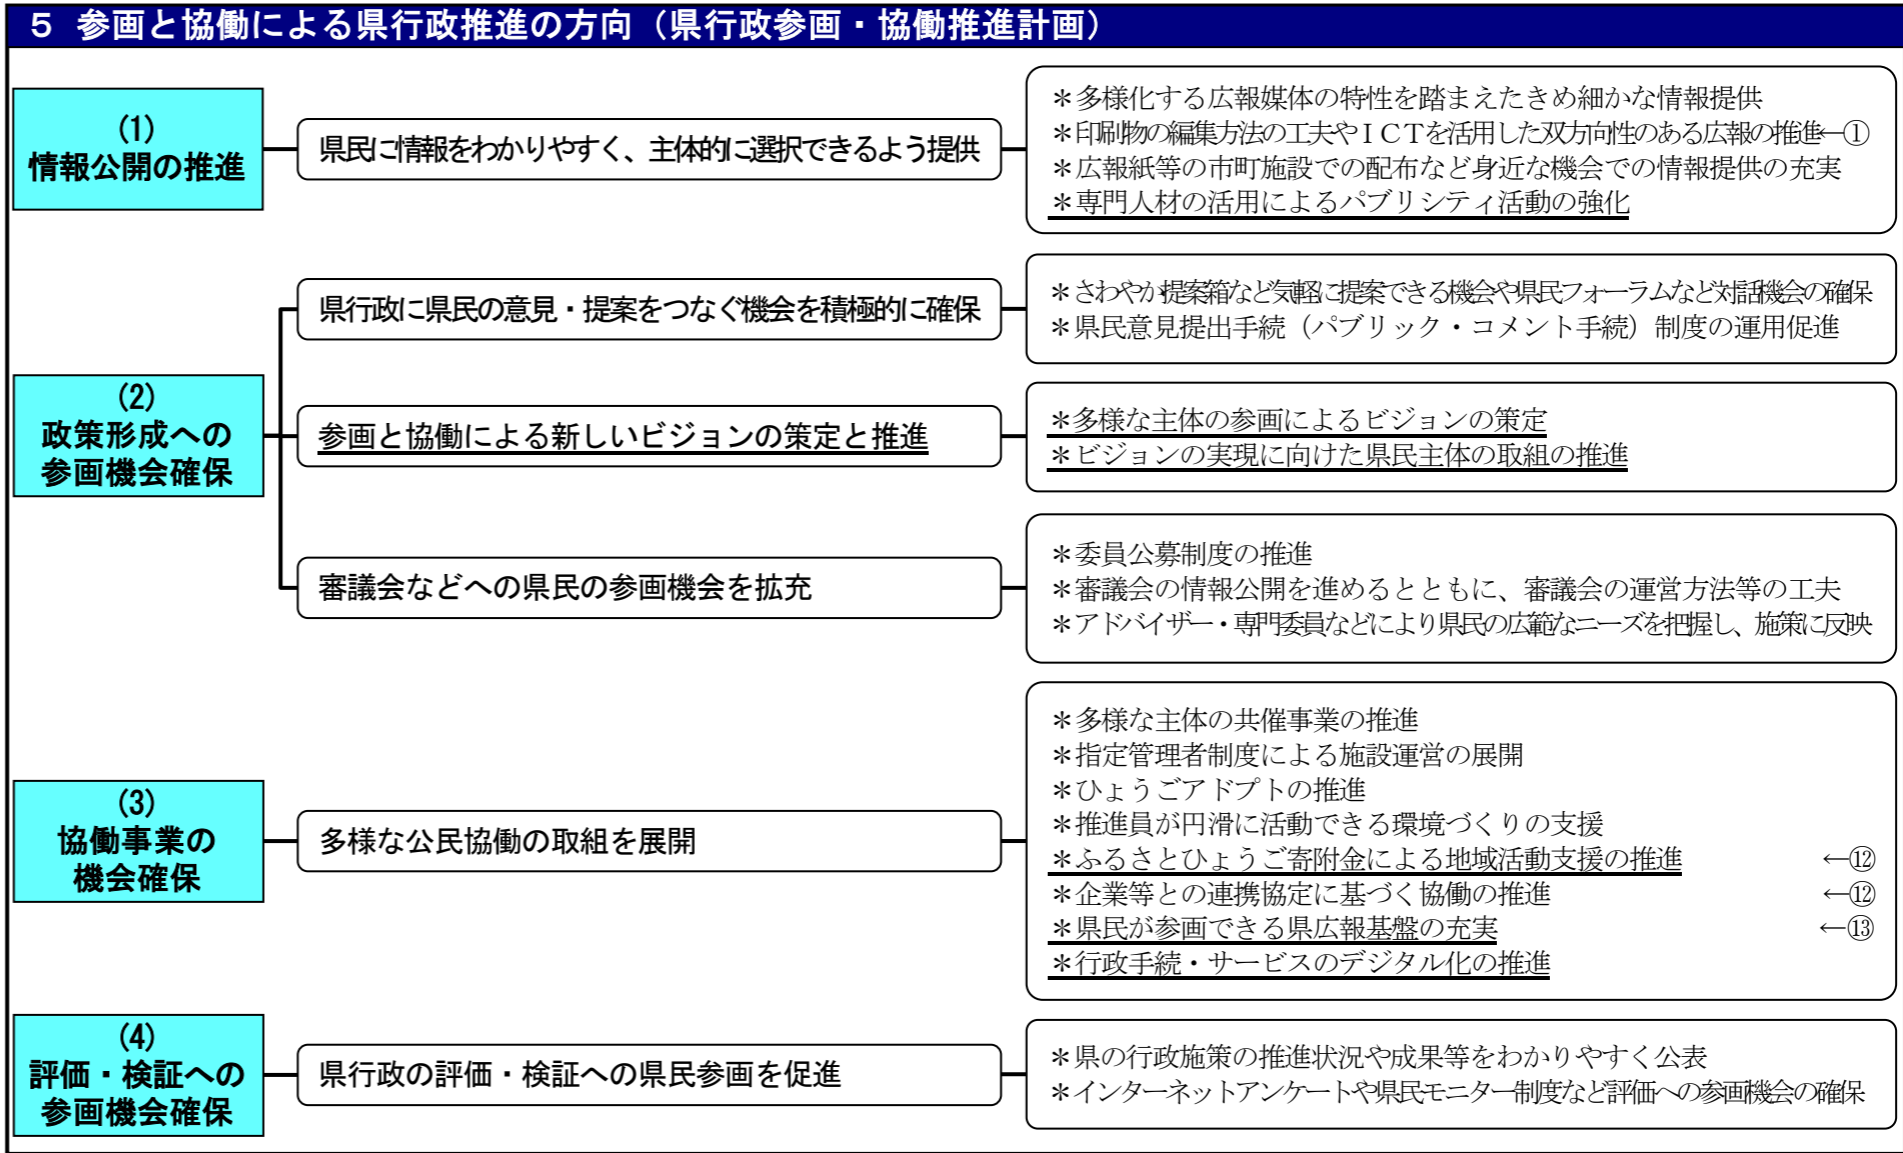 5 参画と協働による県行政推進の方向（県行政参画・協働推進計画）
(1)
情報公開の推進
県民に情報をわかりやすく、主体的に選択できるよう提供
＊多様化する広報媒体の特性を踏まえたきめ細かな情報提供
＊印刷物の編集方法の工夫やＩＣＴを活用した双方向性のある広報の推進←①
＊広報紙等の市町施設での配布など身近な機会での情報提供の充実
＊専門人材の活用によるパブリシティ活動の強化
(2)
政策形成への
参画機会確保
県行政に県民の意見・提案をつなぐ機会を積極的に確保
＊さわやか提案箱など気軽に提案できる機会や県民フォーラムなど対話機会の確保
＊県民意見提出手続（パブリック・コメント手続）制度の運用促進
参画と協働による新しいビジョンの策定と推進
＊多様な主体の参画によるビジョンの策定
＊ビジョンの実現に向けた県民主体の取組の推進
審議会などへの県民の参画機会を拡充
＊委員公募制度の推進
＊審議会の情報公開を進めるとともに、審議会の運営方法等の工夫
＊アドバイザー・専門委員などにより県民の広範なニーズを把握し、施策に反映
(3)
協働事業の
機会確保
多様な公民協働の取組を展開
＊多様な主体の共催事業の推進
＊指定管理者制度による施設運営の展開
＊ひょうごアドプトの推進
＊推進員が円滑に活動できる環境づくりの支援
＊ふるさとひょうご寄附金による地域活動支援の推進 ←⑫
＊企業等との連携協定に基づく協働の推進 ←⑫
＊県民が参画できる県広報基盤の充実 ←⑬
＊行政手続・サービスのデジタル化の推進
(4)
評価・検証への
参画機会確保
県行政の評価・検証への県民参画を促進
＊県の行政施策の推進状況や成果等をわかりやすく公表
＊インターネットアンケートや県民モニター制度など評価への参画機会の確保